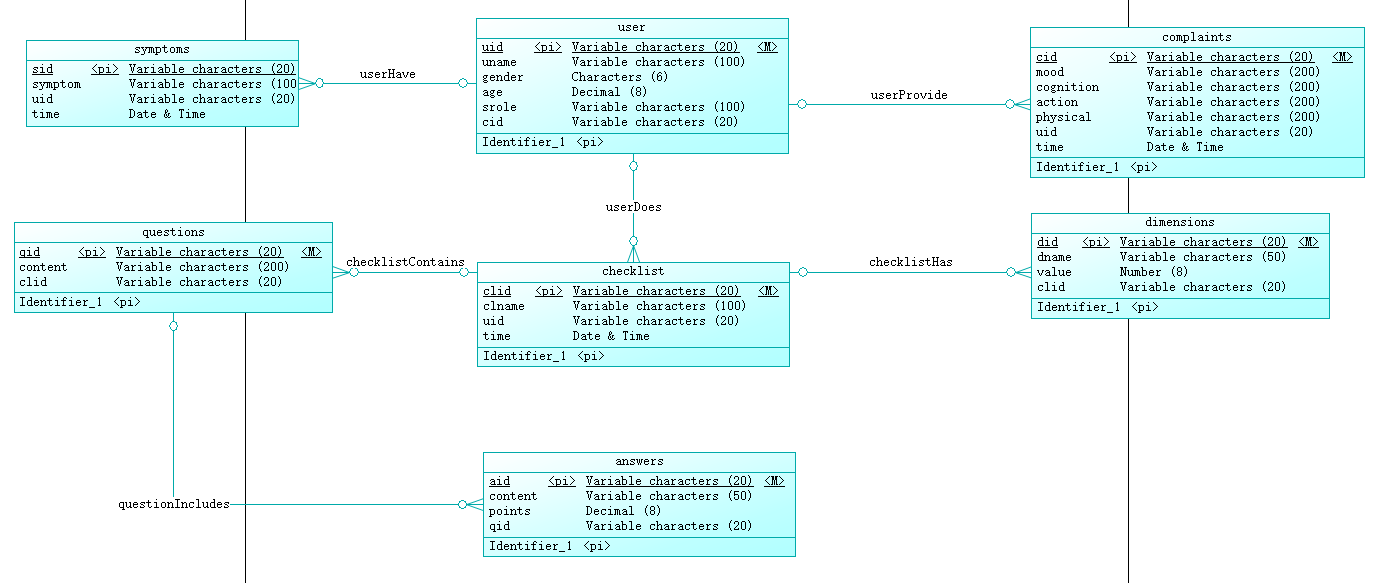 symptoms
sid <pi> Variable characters (20)
symptom Variable characters (100
uid Variable characters (20)
time Date & Time
userHave
user
uid <pi> Variable characters (20) <M>
uname Variable characters (100)
gender Characters (6)
age Decimal (8)
srole Variable characters (100)
cid Variable characters (20)
Identifier_1 <pi>
userProvide
complaints
cid <pi> Variable characters (20) <M>
mood Variable characters (200)
cognition Variable characters (200)
action Variable characters (200)
physical Variable characters (200)
uid Variable characters (20)
time Date & Time
Identifier_1 <pi>
userDoes
questions
qid <pi> Variable characters (20) <M>
content Variable characters (200)
clid Variable characters (20)
Identifier_1 <pi>
checklistContains
checklist
clid <pi> Variable characters (20) <M>
clname Variable characters (100)
uid Variable characters (20)
time Date & Time
Identifier_1 <pi>
checklistHas
dimensions
did <pi> Variable characters (20) <M>
dname Variable characters (50)
value Number (8)
clid Variable characters (20)
Identifier_1 <pi>
questionIncludes
answers
aid <pi> Variable characters (20) <M>
content Variable characters (50)
points Decimal (8)
qid Variable characters (20)
Identifier_1 <pi>